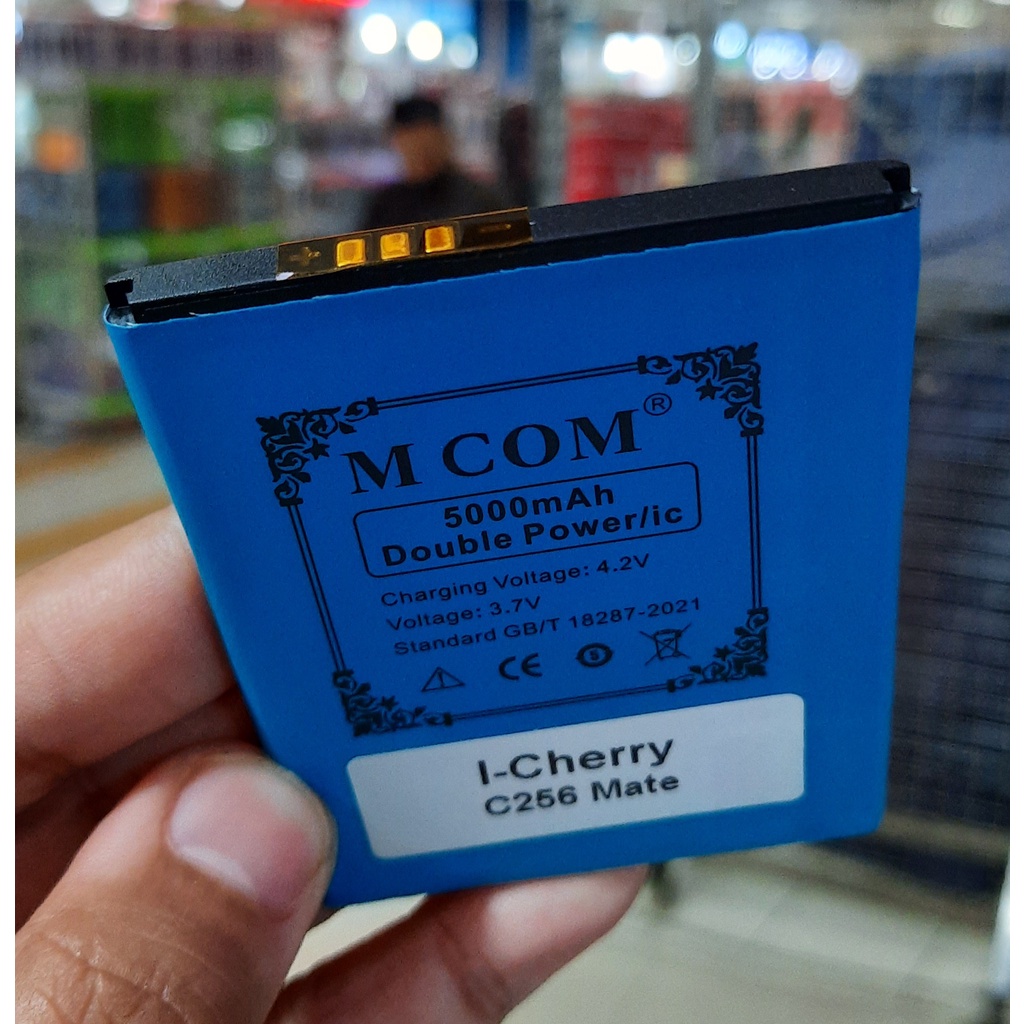 M COM®
5000mAh
Double Power/ic
Charging Voltage: 4.2V
Voltage: 3.7V
Standard GB/T 18287-2021
CE
I-Cherry
C256 Mate